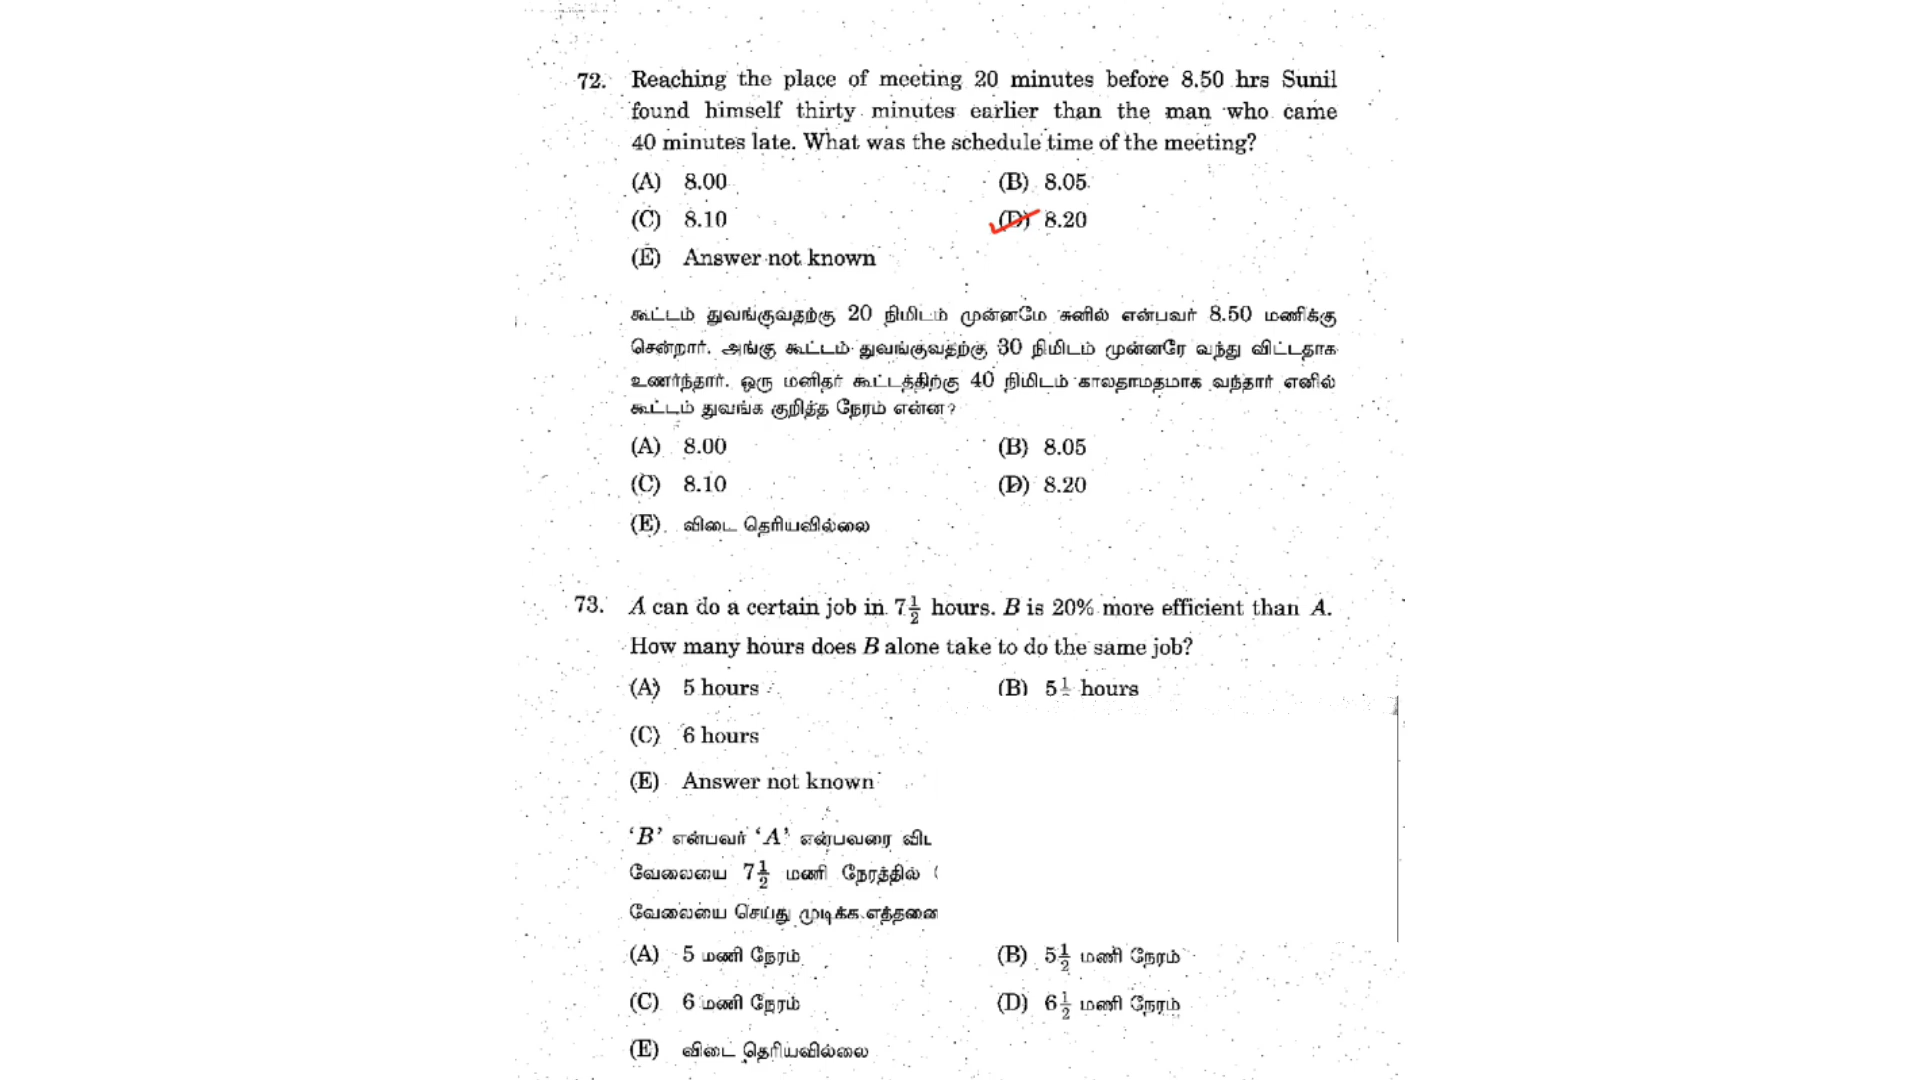 72. Reaching the place of meeting 20 minutes before 8.50 hrs Sunil
found himself thirty minutes earlier than the man who came
40 minutes late. What was the schedule time of the meeting?
(A) 8.00 (B) 8.05
(C) 8.10 (D) 8.20
(E) Answer not known
கூட்டம் துவங்குவதற்கு 20 நிமிடம் முன்னமே சுனில் என்பவர் 8.50 மணிக்கு
சென்றார். அங்கு கூட்டம் துவங்குவதற்கு 30 நிமிடம் முன்னரே வந்து விட்டதாக
உணர்ந்தார். ஒரு மனிதர் கூட்டத்திற்கு 40 நிமிடம் காலதாமதமாக வந்தார் எனில்
கூட்டம் துவங்க குறித்த நேரம் என்ன?
(A) 8.00 (B) 8.05
(C) 8.10 (D) 8.20
(E) விடை தெரியவில்லை
73. A can do a certain job in 7½ hours. B is 20% more efficient than A.
How many hours does B alone take to do the same job?
(A) 5 hours (B) 5½ hours
(C) 6 hours
(E) Answer not known
‘B’ என்பவர் ‘A’ என்பவரை விட
வேலையை 7½ மணி நேரத்தில்
வேலையை செய்து முடிக்க எத்தனை
(A) 5 மணி நேரம் (B) 5½ மணி நேரம்
(C) 6 மணி நேரம் (D) 6½ மணி நேரம்
(E) விடை தெரியவில்லை